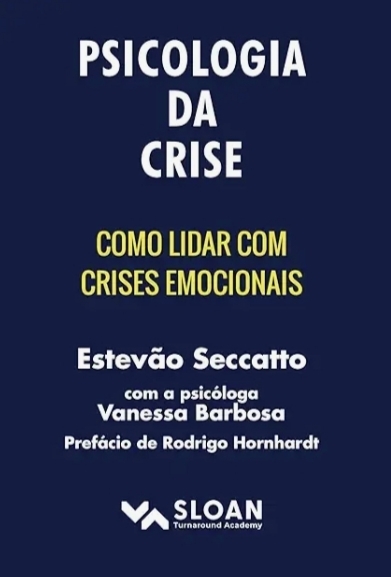 PSICOLOGIA
DA
CRISE
COMO LIDAR COM
CRISES EMOCIONAIS
Estevão Seccatto
com a psicóloga
Vanessa Barbosa
Prefácio de Rodrigo Hornhardt
SLOAN
Turnaround Academy